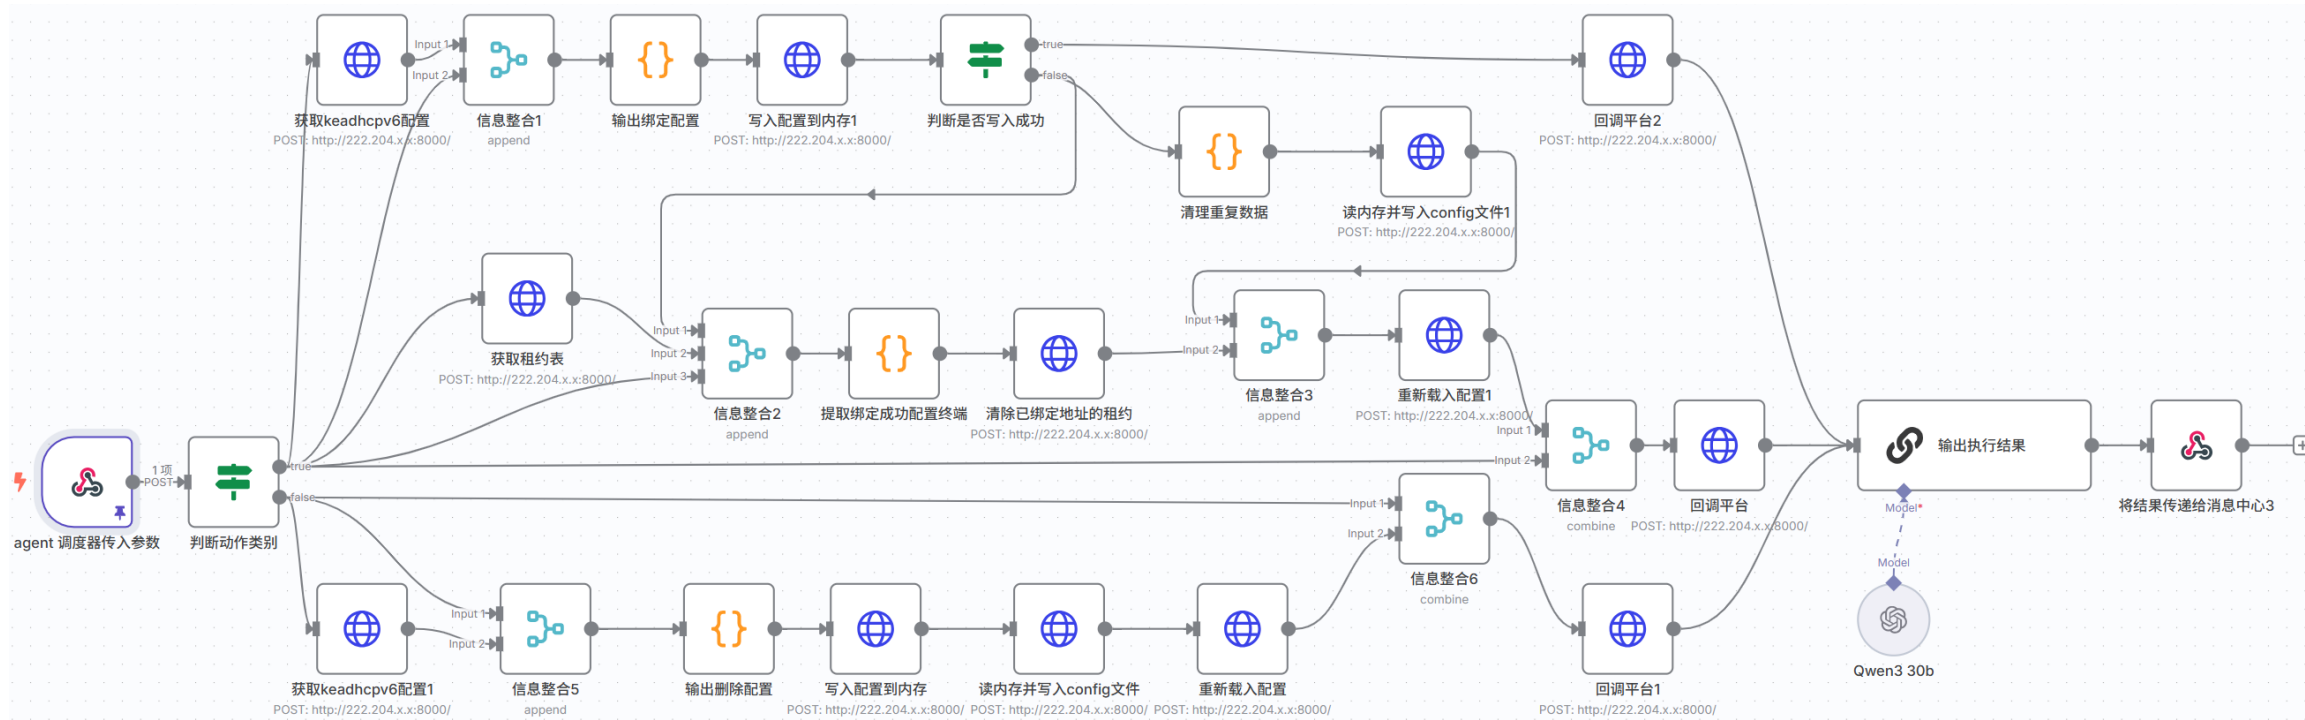 Input 1
Input 2
true
false
获取keadhcpv6配置
POST: http://222.204.x.x:8000/
信息整合1
append
输出绑定配置
写入配置到内存1
POST: http://222.204.x.x:8000/
判断是否写入成功
回调平台2
POST: http://222.204.x.x:8000/
清理重复数据
读内存并写入config文件1
POST: http://222.204.x.x:8000/
获取租约表
POST: http://222.204.x.x:8000/
Input 1
Input 2
Input 3
信息整合2
append
提取绑定成功配置终端
清除已绑定地址的租约
POST: http://222.204.x.x:8000/
Input 1
Input 2
信息整合3
append
重新载入配置1
POST: http://222.204.x.x:8000/
Input 1
Input 2
信息整合4
combine
回调平台
POST: http://222.204.x.x:8000/
输出执行结果
Model*
Model
Qwen3 30b
将结果传递给消息中心3
1 项
POST
agent 调度器传入参数
true
false
判断动作类别
Input 1
Input 2
信息整合6
combine
Input 1
Input 2
获取keadhcpv6配置1
POST: http://222.204.x.x:8000/
信息整合5
append
输出删除配置
写入配置到内存
POST: http://222.204.x.x:8000/
读内存并写入config文件
POST: http://222.204.x.x:8000/
重新载入配置
POST: http://222.204.x.x:8000/
回调平台1
POST: http://222.204.x.x:8000/